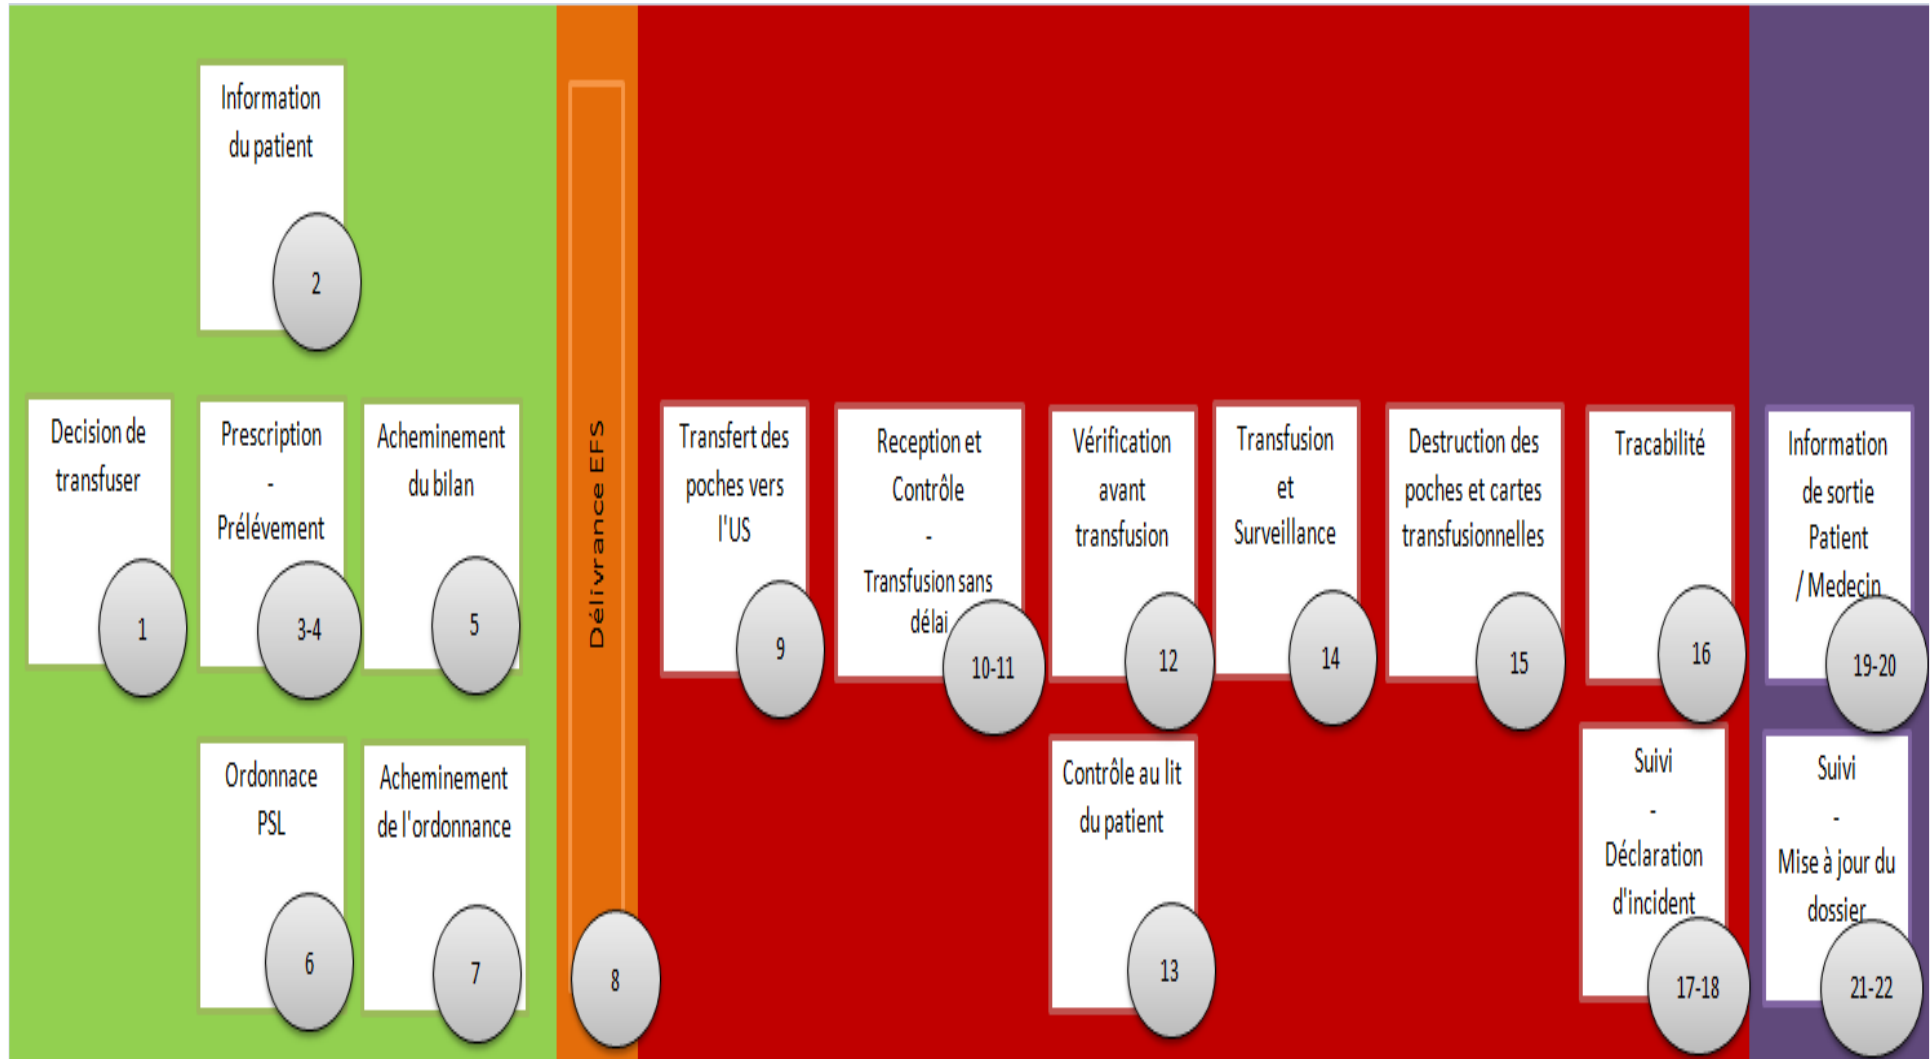 Information
du patient
2
Decision de
transfuser
1
Prescription
-
Prélévement
3-4
Acheminement
du bilan
5
Ordonnace
PSL
6
Acheminement
de l'ordonnance
7
Délivrance EFS
8
Transfert des
poches vers
l'US
9
Reception et
Contrôle
-
Transfusion sans
délai
10-11
Vérification
avant
transfusion
12
Contrôle au lit
du patient
13
Transfusion
et
Surveillance
14
Destruction des
poches et cartes
transfusionnelles
15
Tracabilité
16
Suivi
-
Déclaration
d'incident
17-18
Information
de sortie
Patient
/ Medecin
19-20
Suivi
-
Mise à jour du
dossier
21-22